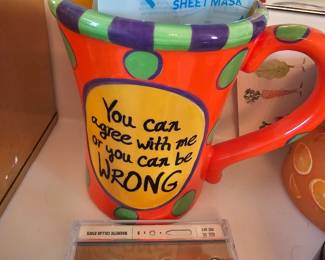 SHEET MASK
You can
agree with me
or you can be
WRONG